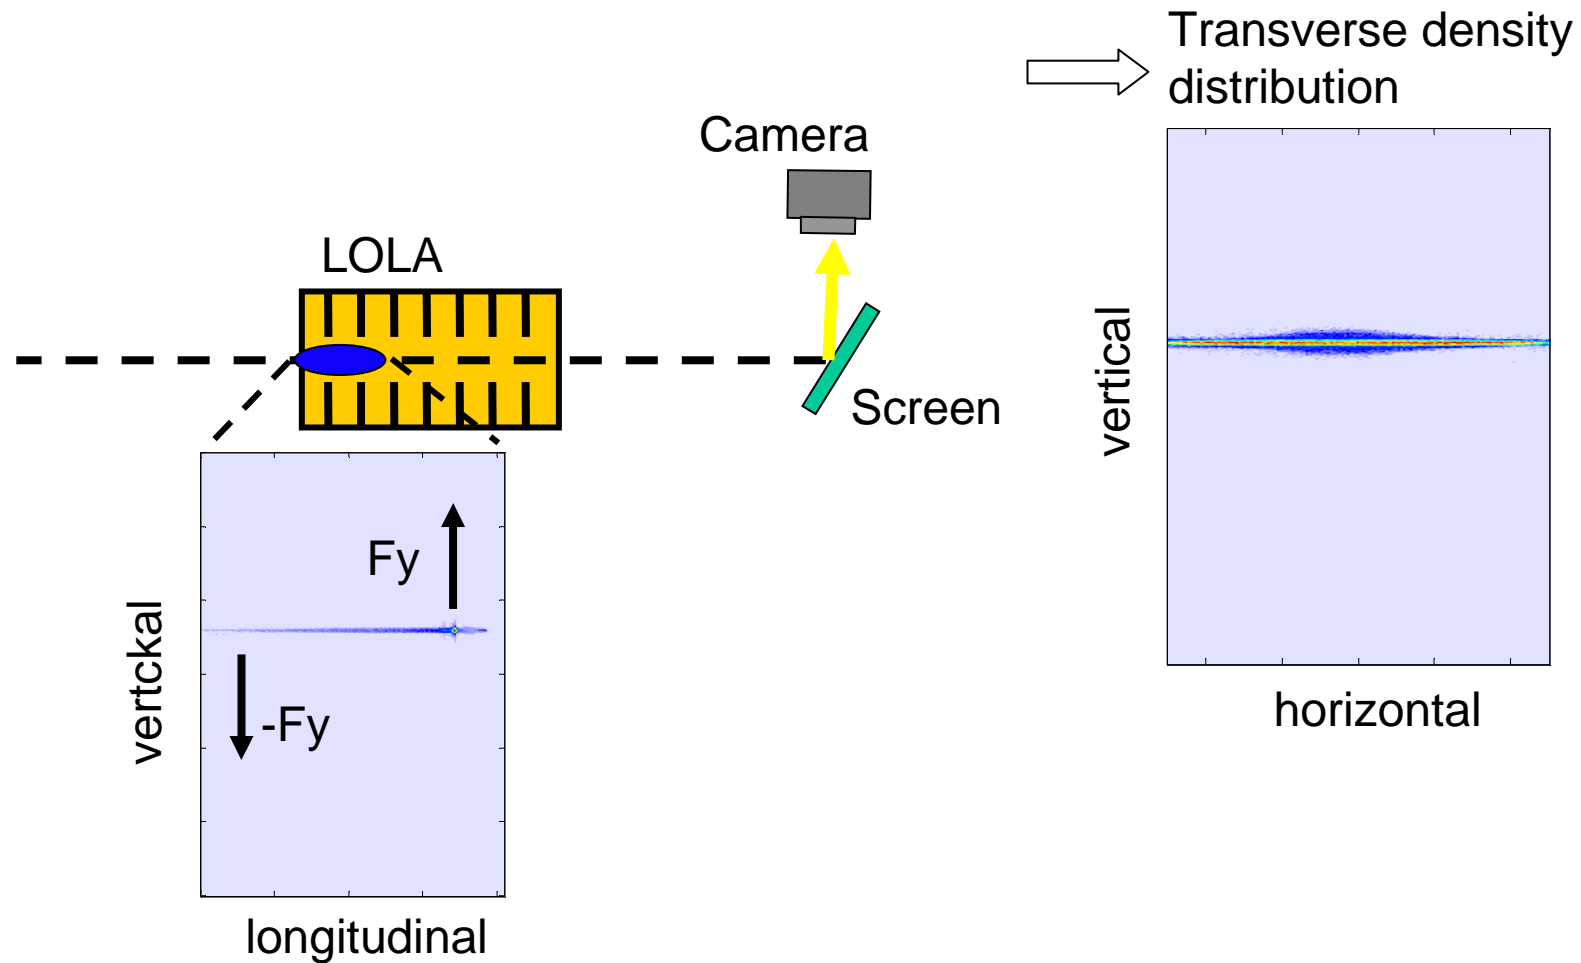 Transverse density
distribution
Camera
LOLA
Screen
vertical
horizontal
Fy
-Fy
vertckal
longitudinal